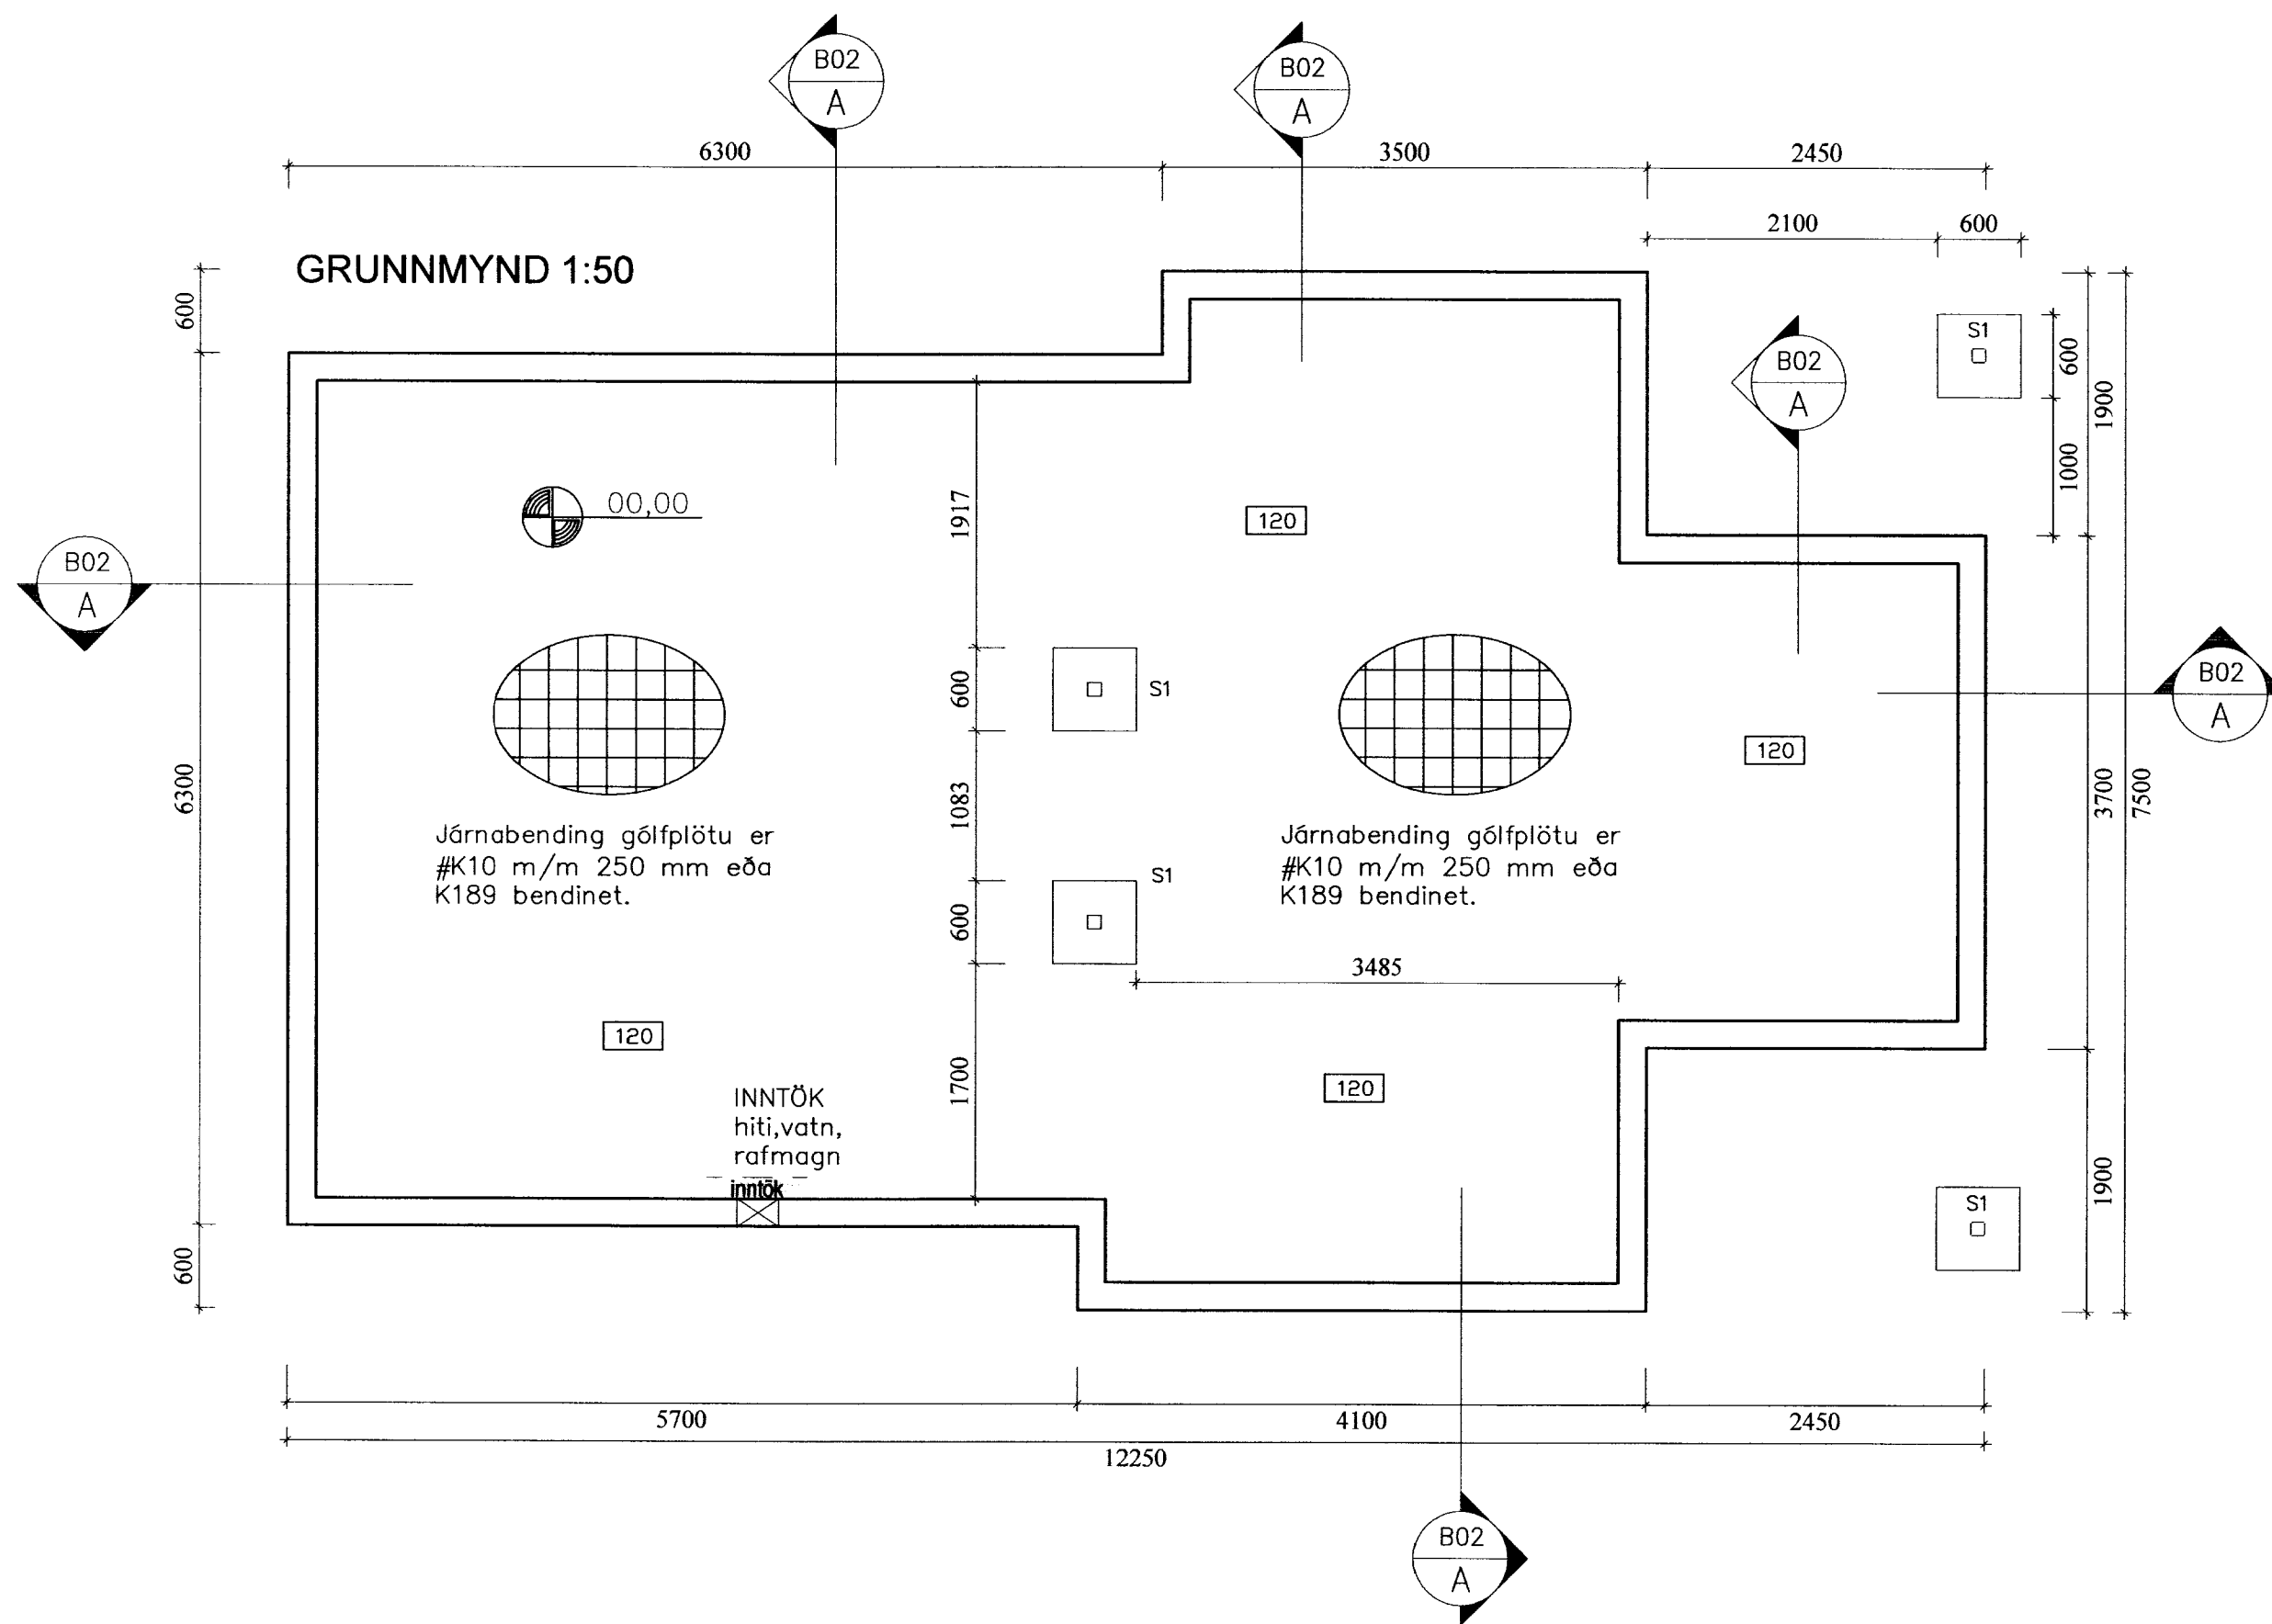 B02
A
B02
A
6300
3500
2450
2100
600
GRUNNMYND 1:50
600
S1
600
1900
B02
A
1000
1917
00,00
120
B02
A
6300
600
S1
B02
A
120
3700
7500
1083
Járnabending gólfplötu er
#K10 m/m 250 mm eða
K189 bendinet.
Járnabending gólfplötu er
#K10 m/m 250 mm eða
K189 bendinet.
S1
600
3485
120
1700
120
INNTÖK
hiti,vatn,
rafmagn
inntök
1900
S1
600
5700
4100
2450
12250
B02
A